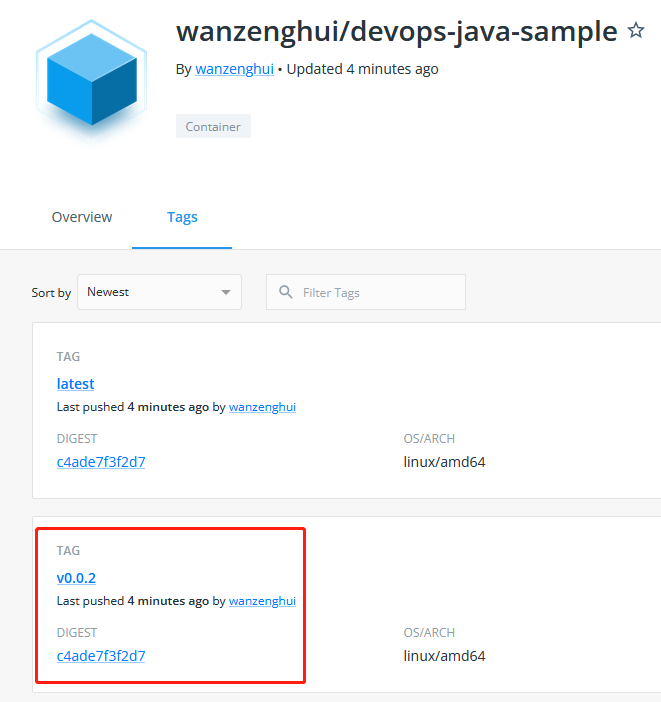 wanzenghui/devops-java-sample
By wanzenghui • Updated 4 minutes ago
Container
Overview Tags
Sort by Newest Filter Tags
TAG
latest
Last pushed 4 minutes ago by wanzenghui
DIGEST OS/ARCH
c4ade7f3f2d7 linux/amd64
TAG
v0.0.2
Last pushed 4 minutes ago by wanzenghui
DIGEST OS/ARCH
c4ade7f3f2d7 linux/amd64